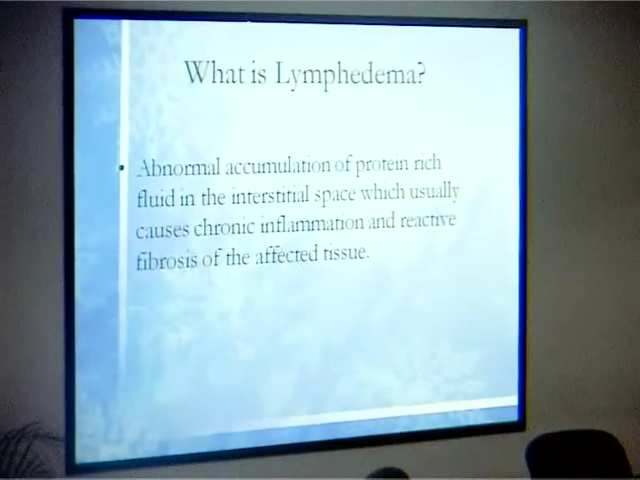 What is Lymphedema?
• Abnormal accumulation of protein rich
fluid in the interstitial space which usually
causes chronic inflammation and reactive
fibrosis of the affected tissue.